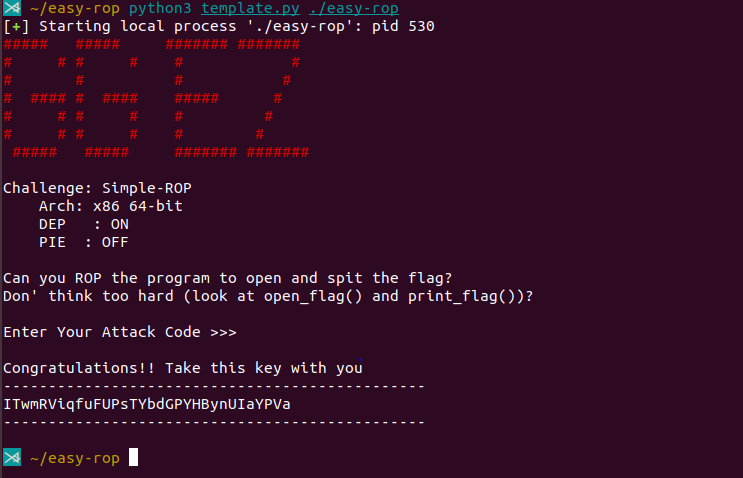 ~/easy-rop python3 template.py ./easy-rop
[+] Starting local process './easy-rop': pid 530
#####   #####     ####### #######
#     # #     #    #            #
#       #          #           #
#  #### #  ####    #####      #
#     # #     #    #         #
#     # #     #    #        #
 #####   #####     ####### #######
Challenge: Simple-ROP
    Arch: x86 64-bit
    DEP   : ON
    PIE  : OFF
Can you ROP the program to open and spit the flag?
Don' think too hard (look at open_flag() and print_flag())?
Enter Your Attack Code >>>
Congratulations!! Take this key with you
-----------------------------------------------
ITwmRViqfuFUPsTYbdGPYHBynUIaYPVa
-----------------------------------------------
~/easy-rop